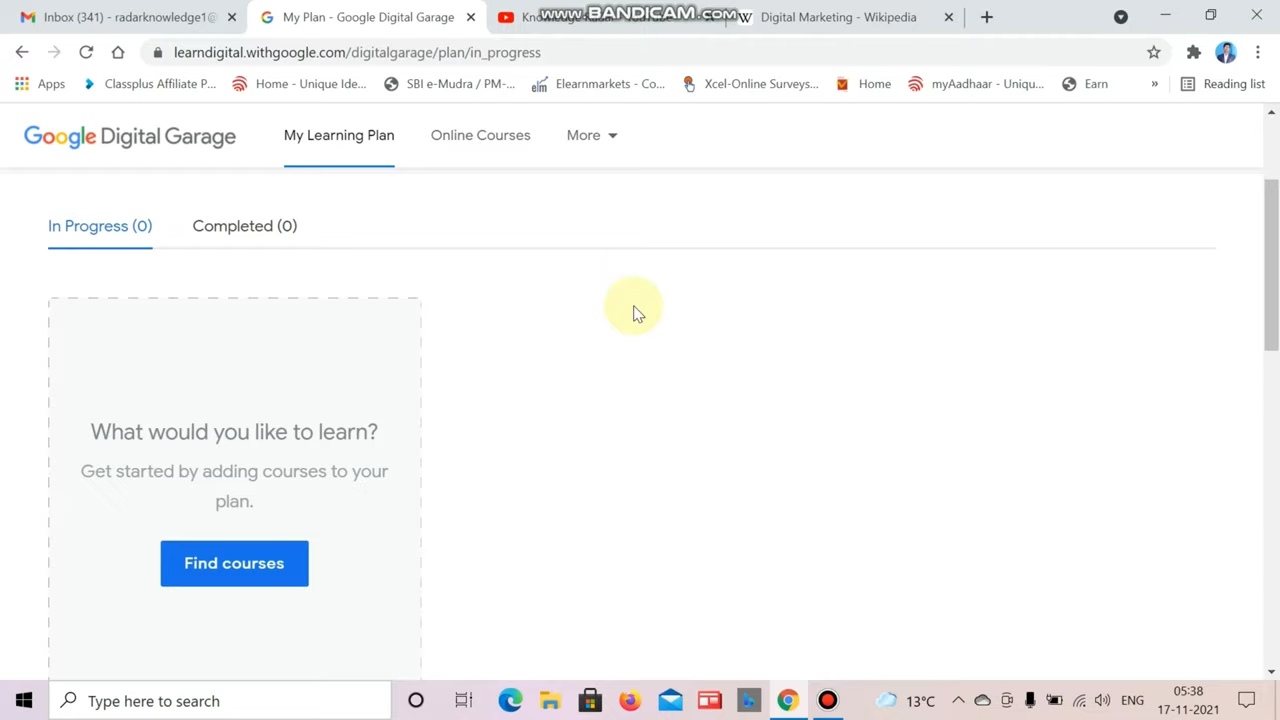 Inbox (341) - radarknowledge1@
My Plan - Google Digital Garage
www.BANDICAM.com
Digital Marketing - Wikipedia
learndigital.withgoogle.com/digitalgarage/plan/in_progress
Apps
Classplus Affiliate P...
Home - Unique Ide...
SBI e-Mudra / PM-...
Elearnmarkets - Co...
Xcel-Online Surveys...
Home
myAadhaar - Uniqu...
Earn
»
Reading list
Google Digital Garage
My Learning Plan
Online Courses
More
In Progress (0)
Completed (0)
What would you like to learn?
Get started by adding courses to your
plan.
Find courses
Type here to search
13°C
ENG
05:38
17-11-2021